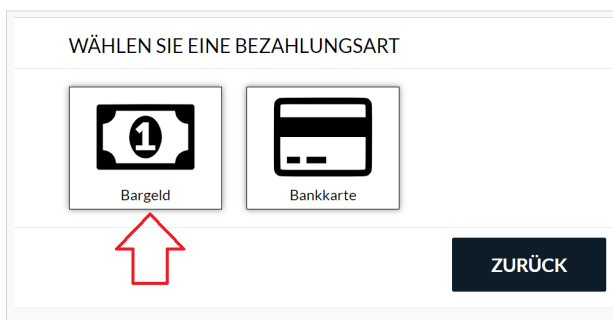 WÄHLEN SIE EINE BEZAHLUNGSART
1
Bargeld
Bankkarte
ZURÜCK